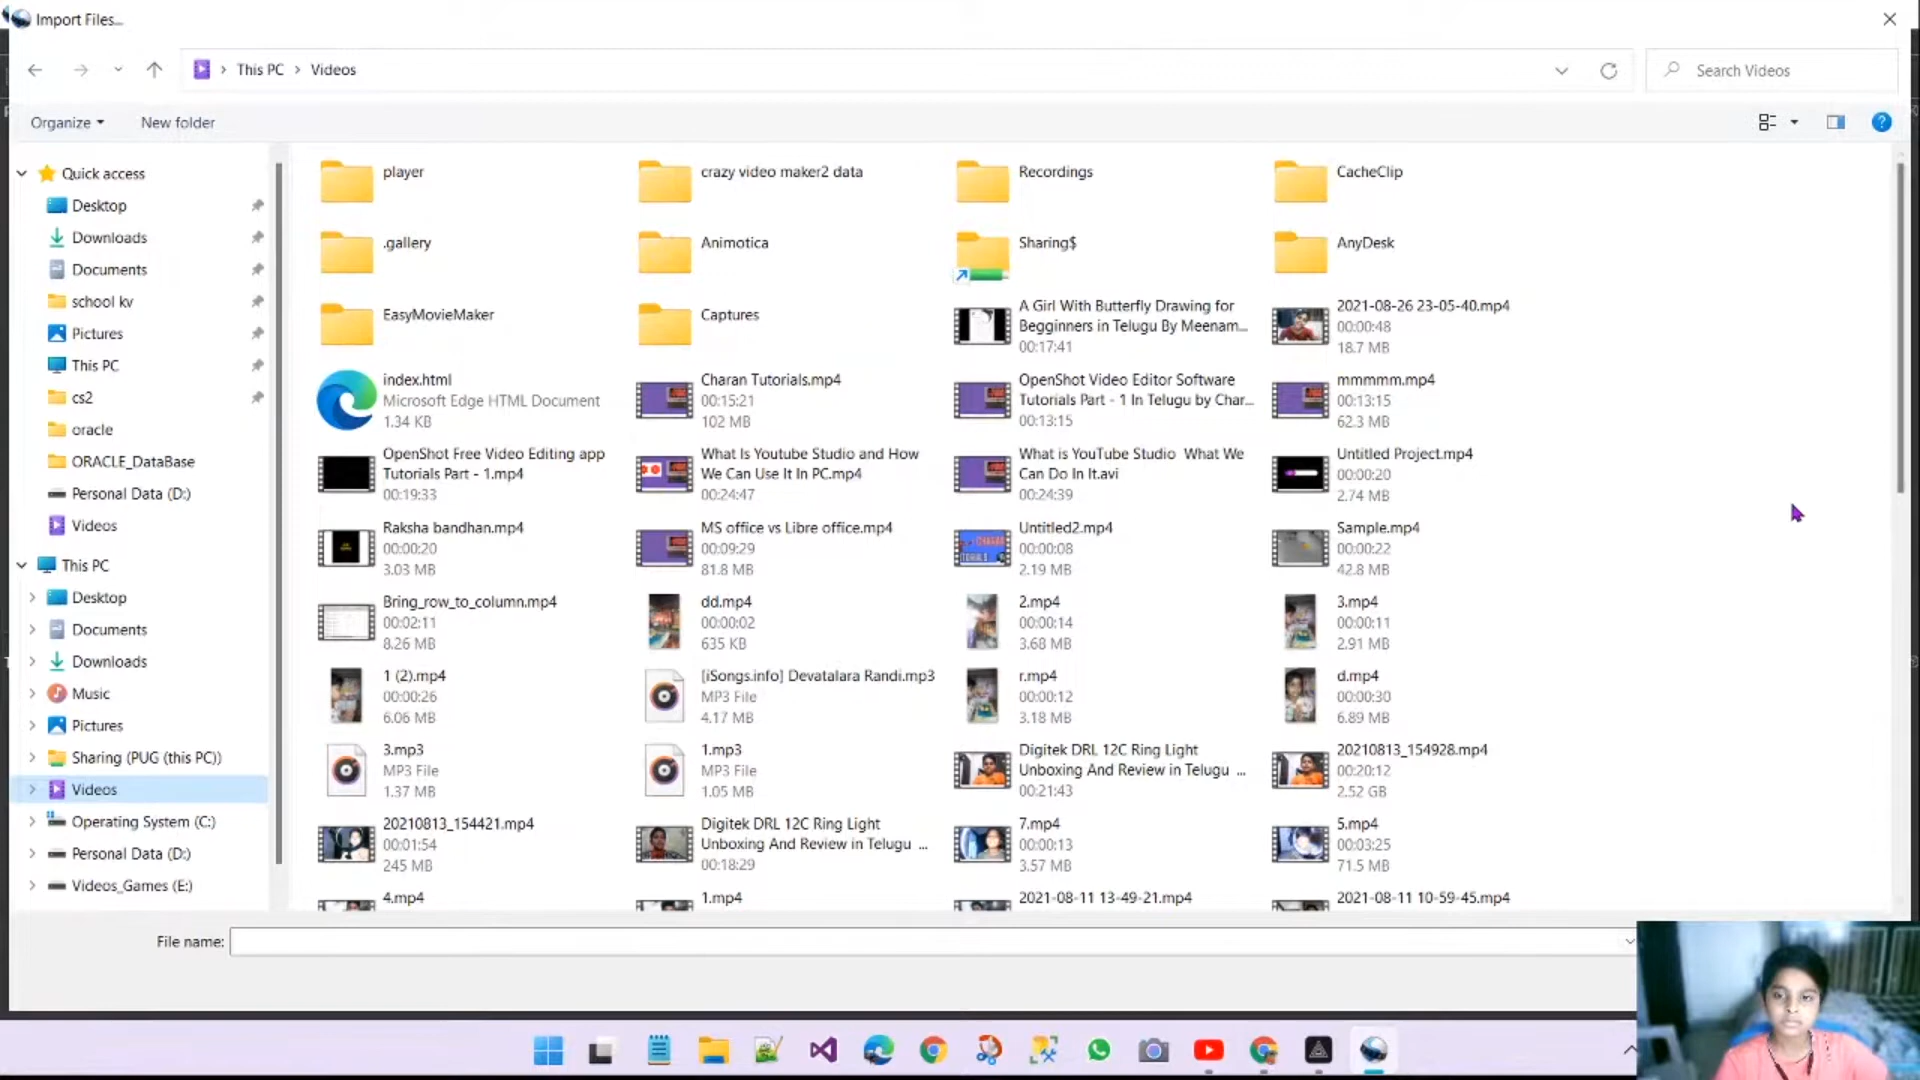 Import Files...
This PC > Videos
Search Videos
Organize
New folder
Quick access
Desktop
Downloads
Documents
school kv
Pictures
This PC
cs2
oracle
ORACLE_DataBase
Personal Data (D:)
Videos
This PC
Desktop
Documents
Downloads
Music
Pictures
Sharing (PUG (this PC))
Videos
Operating System (C:)
Personal Data (D:)
Videos_Games (E:)
player
crazy video maker2 data
Recordings
CacheClip
.gallery
Animotica
Sharing$
AnyDesk
EasyMovieMaker
Captures
A Girl With Butterfly Drawing for
Begginners in Telugu By Meenam...
00:17:41
2021-08-26 23-05-40.mp4
00:00:48
18.7 MB
index.html
Microsoft Edge HTML Document
1.34 KB
Charan Tutorials.mp4
00:15:21
102 MB
OpenShot Video Editor Software
Tutorials Part - 1 In Telugu by Char...
00:13:15
mmmmm.mp4
00:13:15
62.3 MB
OpenShot Free Video Editing app
Tutorials Part - 1.mp4
00:19:33
What Is Youtube Studio and How
We Can Use It In PC.mp4
00:24:47
What is YouTube Studio What We
Can Do In It.avi
00:24:39
Untitled Project.mp4
00:00:20
2.74 MB
Raksha bandhan.mp4
00:00:20
3.03 MB
MS office vs Libre office.mp4
00:09:29
81.8 MB
Untitled2.mp4
00:00:08
2.19 MB
Sample.mp4
00:00:22
42.8 MB
Bring_row_to_column.mp4
00:02:11
8.26 MB
dd.mp4
00:00:02
635 KB
2.mp4
00:00:14
3.68 MB
3.mp4
00:00:11
2.91 MB
1 (2).mp4
00:00:26
6.06 MB
[iSongs.info] Devatalara Randi.mp3
MP3 File
4.17 MB
r.mp4
00:00:12
3.18 MB
d.mp4
00:00:30
6.89 MB
3.mp3
MP3 File
1.37 MB
1.mp3
MP3 File
1.05 MB
Digitek DRL 12C Ring Light
Unboxing And Review in Telugu ...
00:21:43
20210813_154928.mp4
00:20:12
2.52 GB
20210813_154421.mp4
00:01:54
245 MB
Digitek DRL 12C Ring Light
Unboxing And Review in Telugu ...
00:18:29
7.mp4
00:00:13
3.57 MB
5.mp4
00:03:25
71.5 MB
4.mp4
1.mp4
2021-08-11 13-49-21.mp4
2021-08-11 10-59-45.mp4
File name: